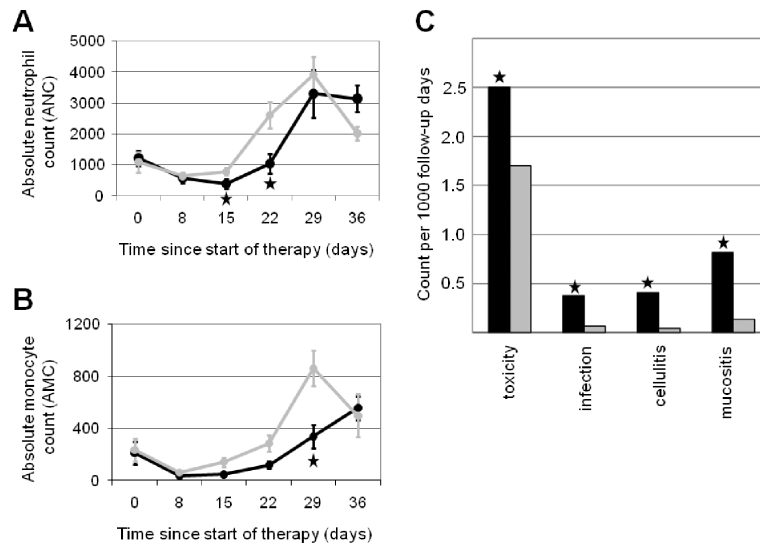 A
Absolute neutrophil
count (ANC)
5000
4000
3000
2000
1000
0
0 8 15 22 29 36
Time since start of therapy (days)
B
Absolute monocyte
count (AMC)
1200
800
400
0
0 8 15 22 29 36
Time since start of therapy (days)
C
Count per 1000 follow-up days
2.5
2.0
1.5
1.0
0.5
toxicity
infection
cellulitis
mucositis